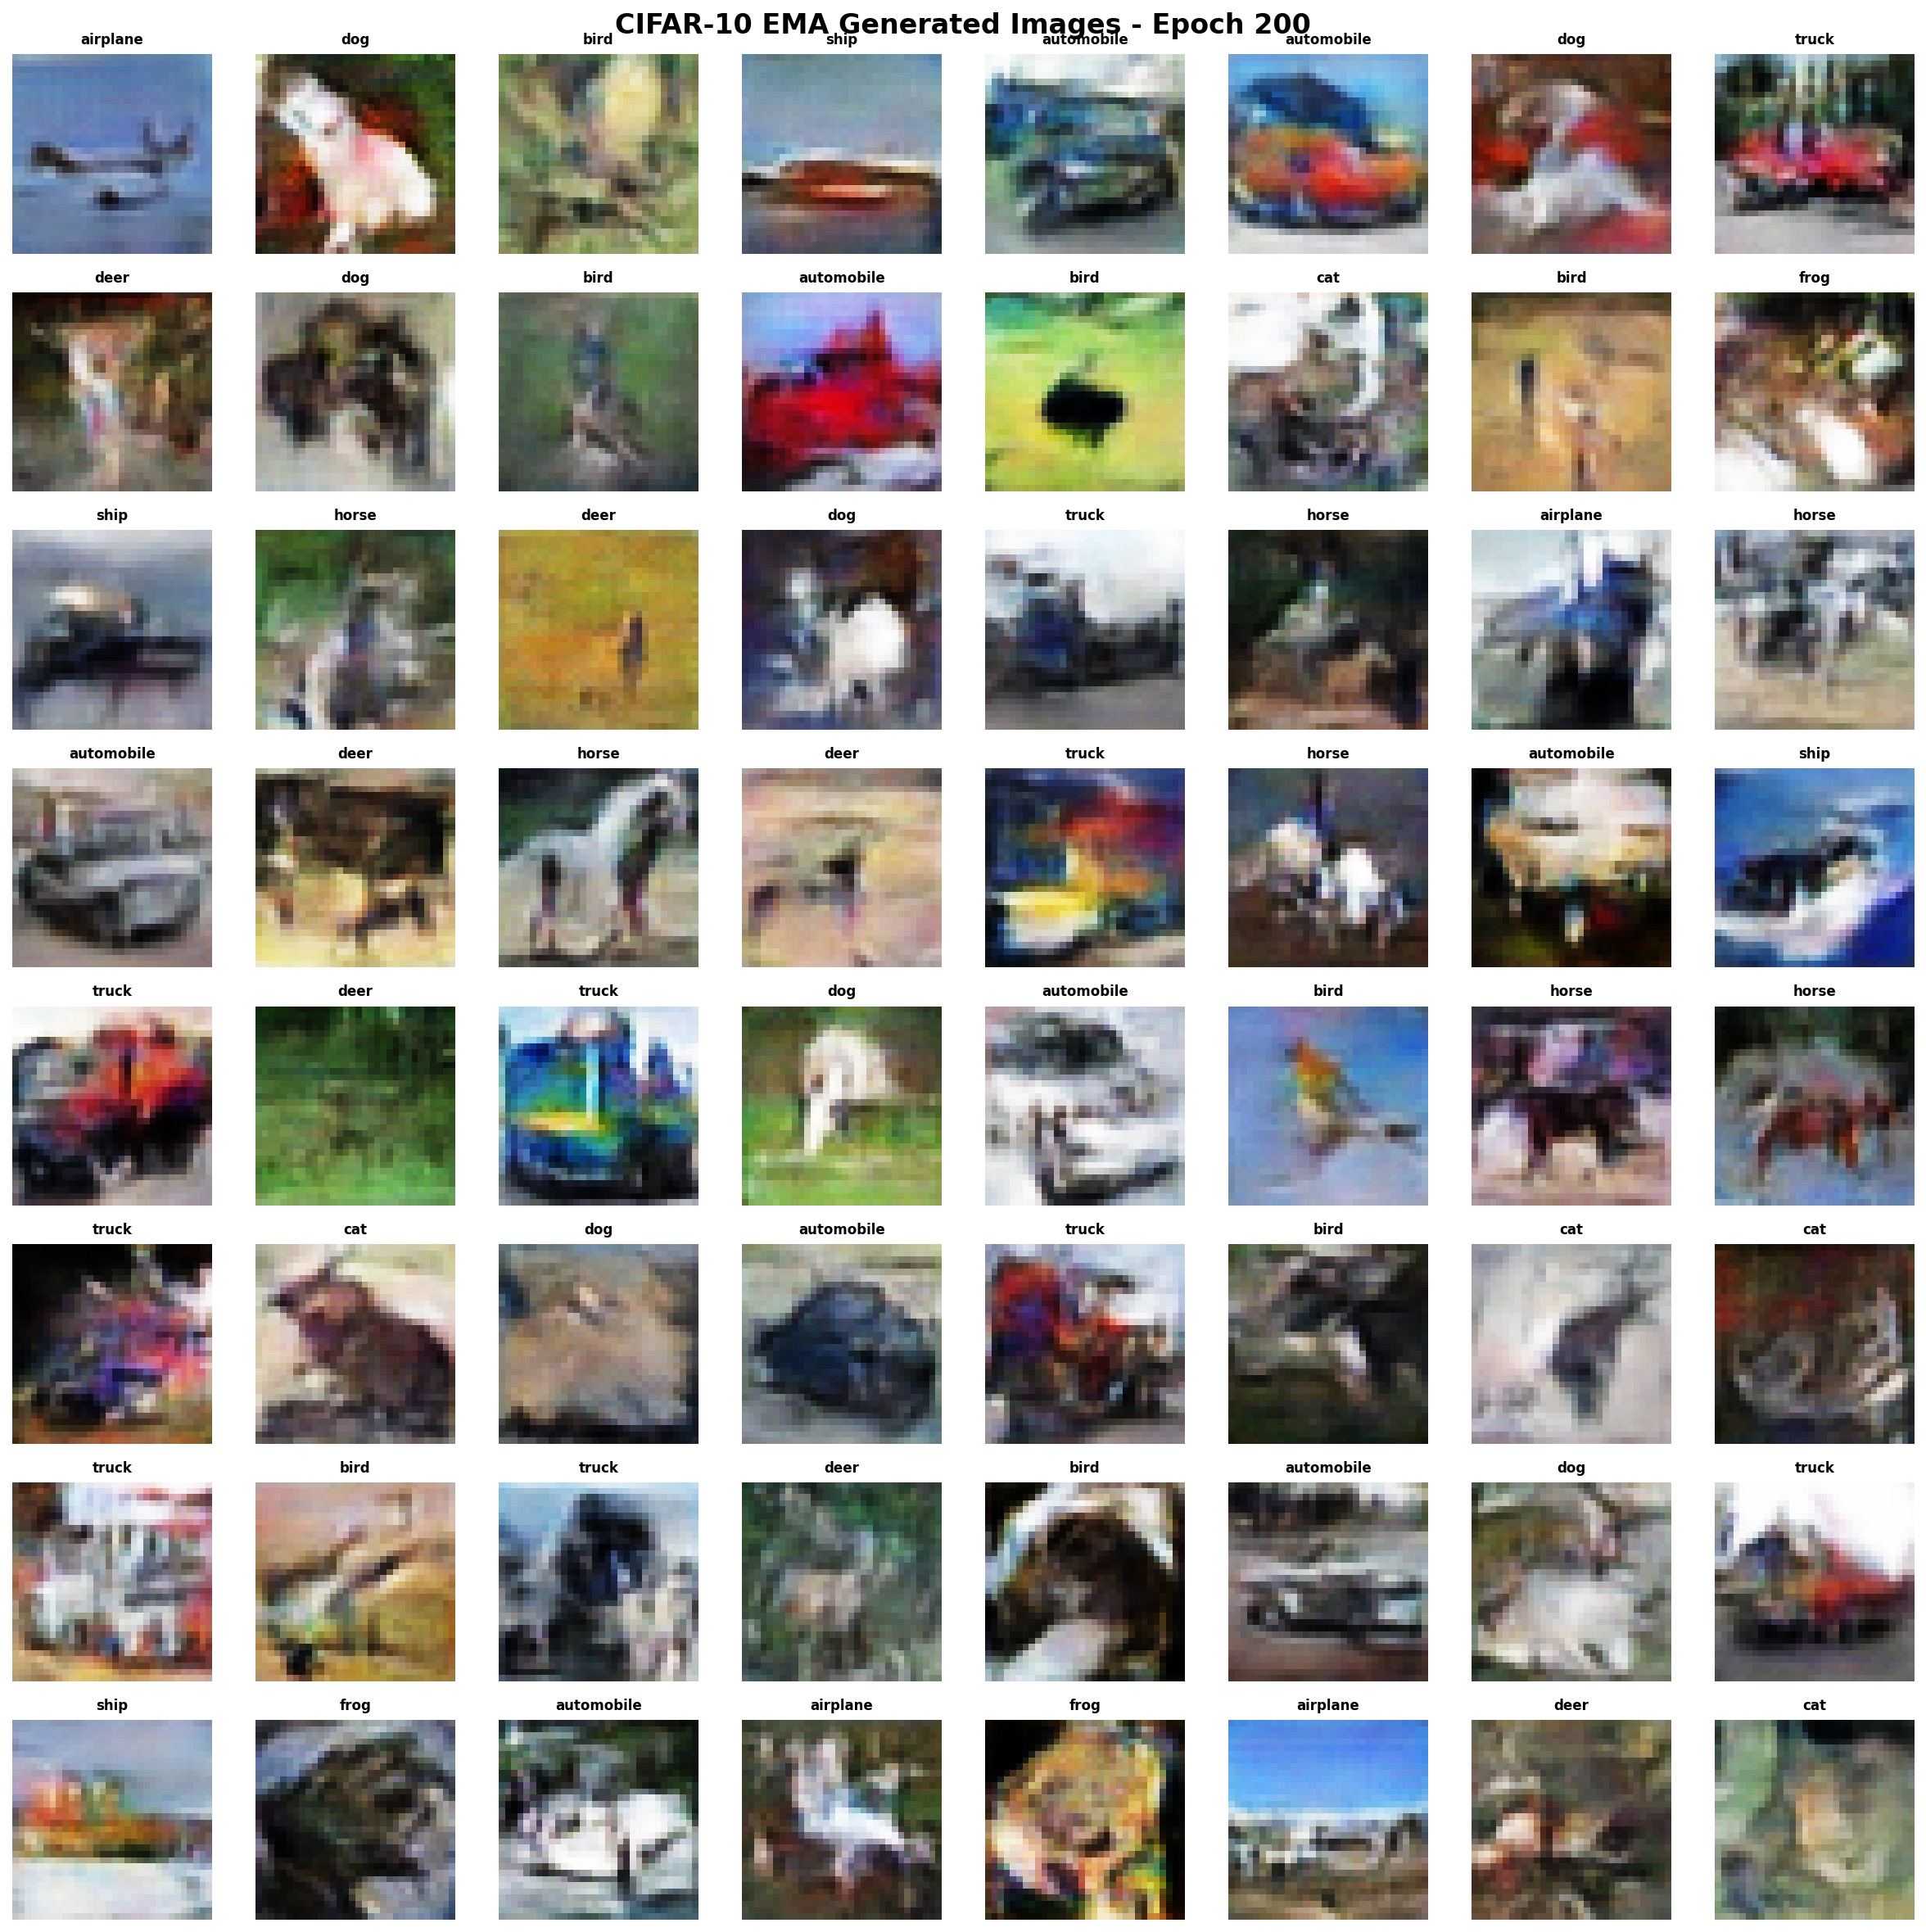 CIFAR-10 EMA Generated Images - Epoch 200
airplane dog bird ship automobile automobile dog truck
deer dog bird automobile bird cat bird frog
ship horse deer dog truck horse airplane horse
automobile deer horse deer truck horse automobile ship
truck deer truck dog automobile bird horse horse
truck cat dog automobile truck bird cat cat
truck bird truck deer bird automobile dog truck
ship frog automobile airplane frog airplane deer cat